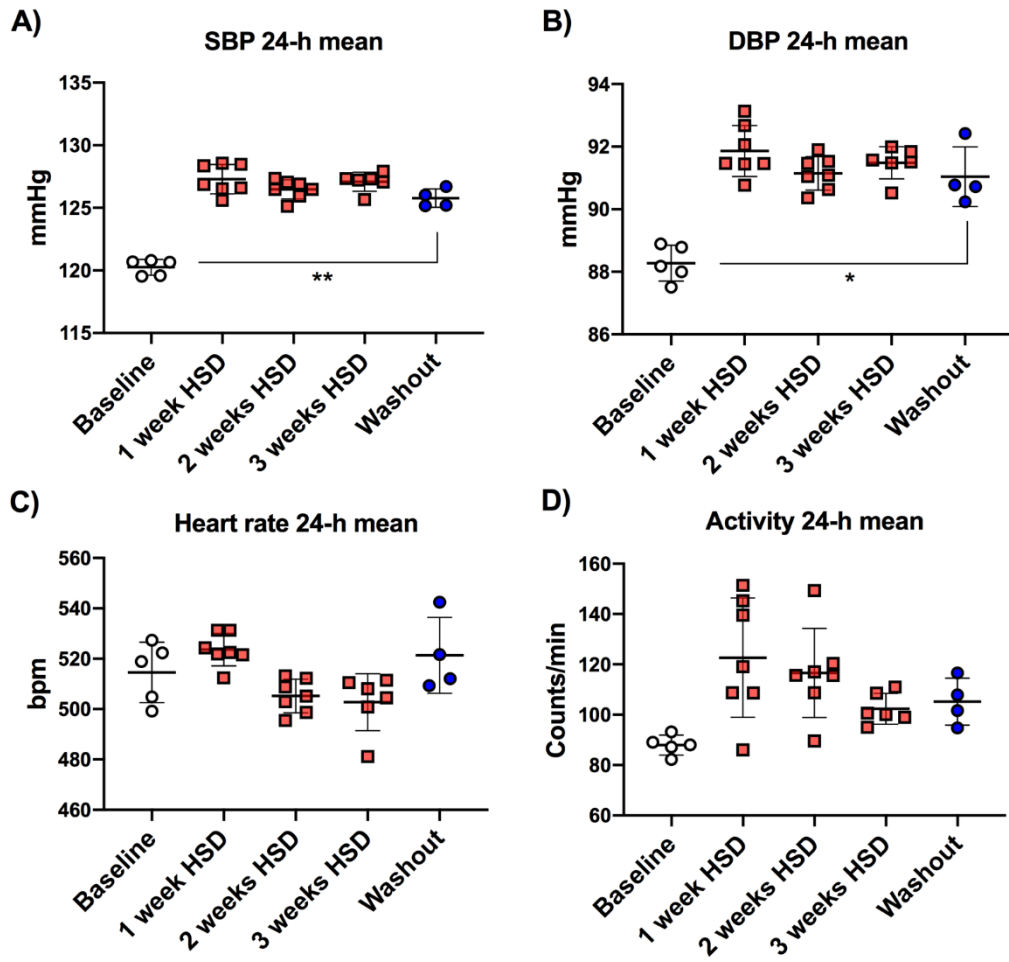 A)
SBP 24-h mean
mmHg
135
130
125
120
115
**
Baseline
1 week HSD
2 weeks HSD
3 weeks HSD
Washout
B)
DBP 24-h mean
mmHg
94
92
90
88
86
*
Baseline
1 week HSD
2 weeks HSD
3 weeks HSD
Washout
C)
Heart rate 24-h mean
bpm
560
540
520
500
480
460
Baseline
1 week HSD
2 weeks HSD
3 weeks HSD
Washout
D)
Activity 24-h mean
Counts/min
160
140
120
100
80
60
Baseline
1 week HSD
2 weeks HSD
3 weeks HSD
Washout